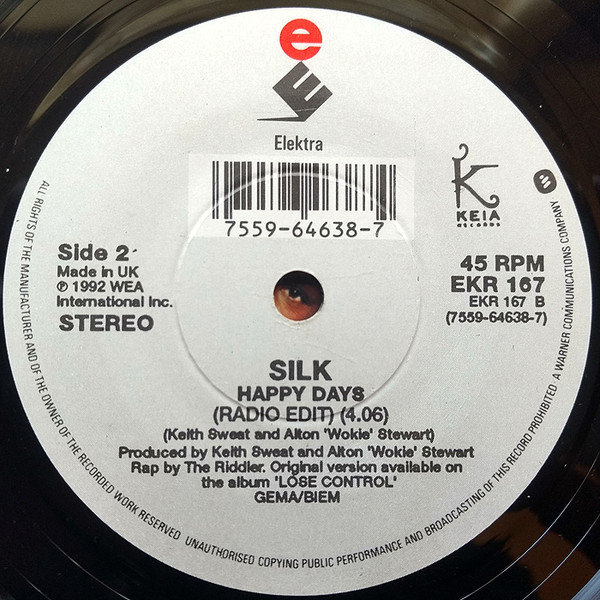 e
E
Elektra
7559-64638-7
K
KEIA
RECORDS
Side 2
Made in UK
℗ 1992 WEA
International Inc.
STEREO
45 RPM
EKR 167
EKR 167 B
(7559-64638-7)
SILK
HAPPY DAYS
(RADIO EDIT) (4.06)
(Keith Sweat and Alton 'Wokie' Stewart)
Produced by Keith Sweat and Alton 'Wokie' Stewart
Rap by The Riddler. Original version available on
the album 'LOSE CONTROL'
GEMA/BIEM
ALL RIGHTS OF THE MANUFACTURER AND OF THE OWNER OF THE RECORDED WORK RESERVED UNAUTHORISED COPYING PUBLIC PERFORMANCE AND BROADCASTING OF THIS RECORD PROHIBITED A WARNER COMMUNICATIONS COMPANY